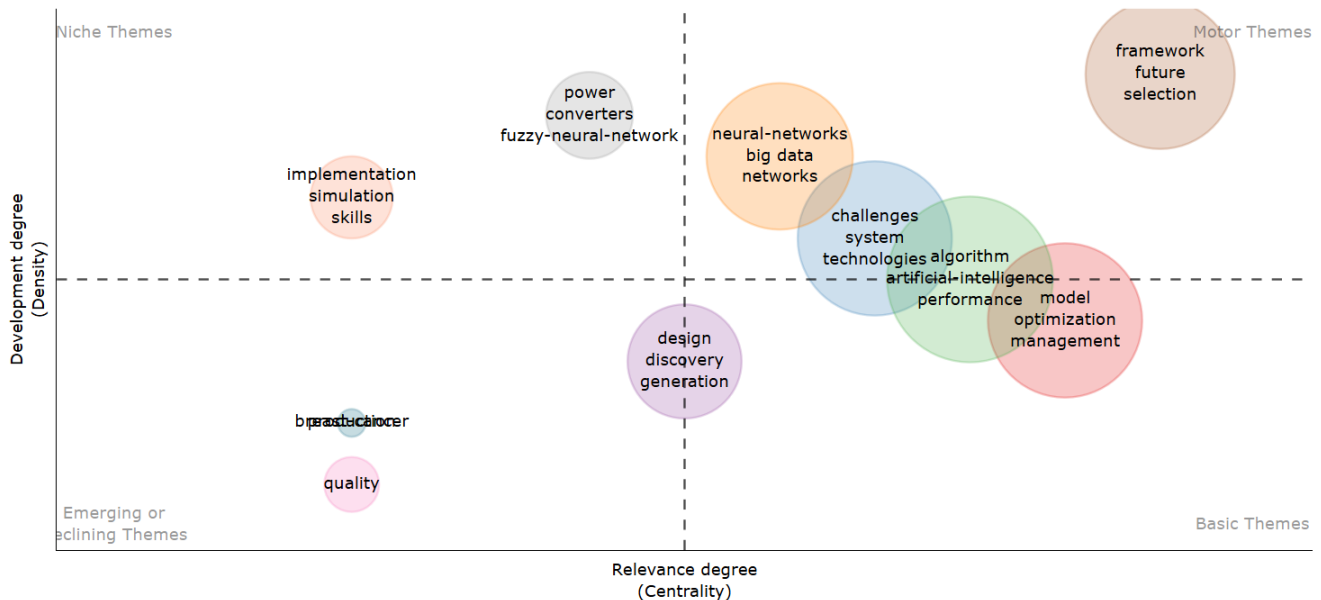 Niche Themes
Motor Themes
framework
future
selection
power
converters
fuzzy-neural-network
neural-networks
big data
networks
implementation
simulation
skills
challenges
system
technologies
algorithm
artificial-intelligence
performance
model
optimization
management
design
discovery
generation
breast-cancer
quality
Emerging or
eclining Themes
Basic Themes
Development degree
(Density)
Relevance degree
(Centrality)